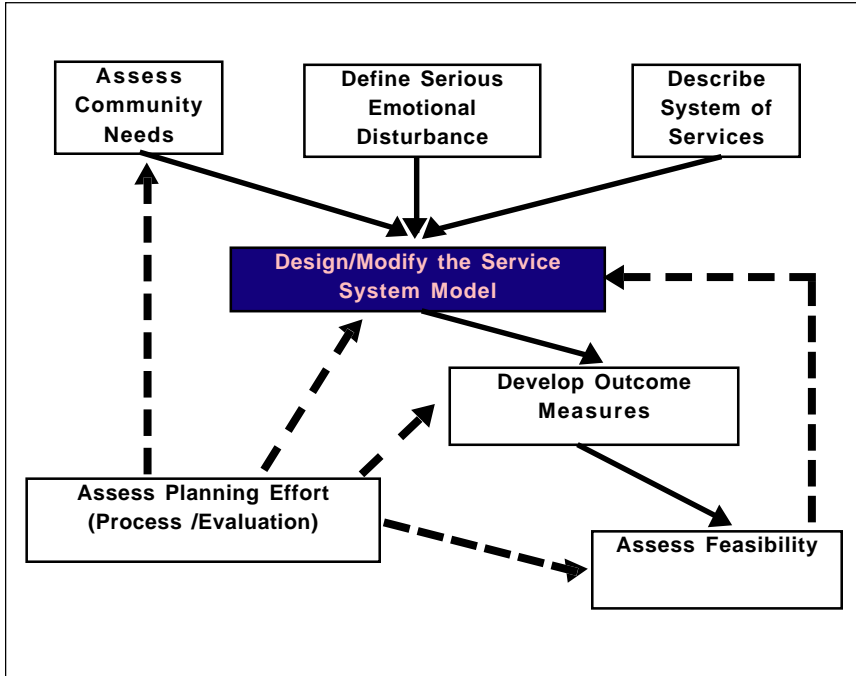 Assess
Community
Needs
Define Serious
Emotional
Disturbance
Describe
System of
Services
Design/Modify the Service
System Model
Develop Outcome
Measures
Assess Planning Effort
(Process /Evaluation)
Assess Feasibility